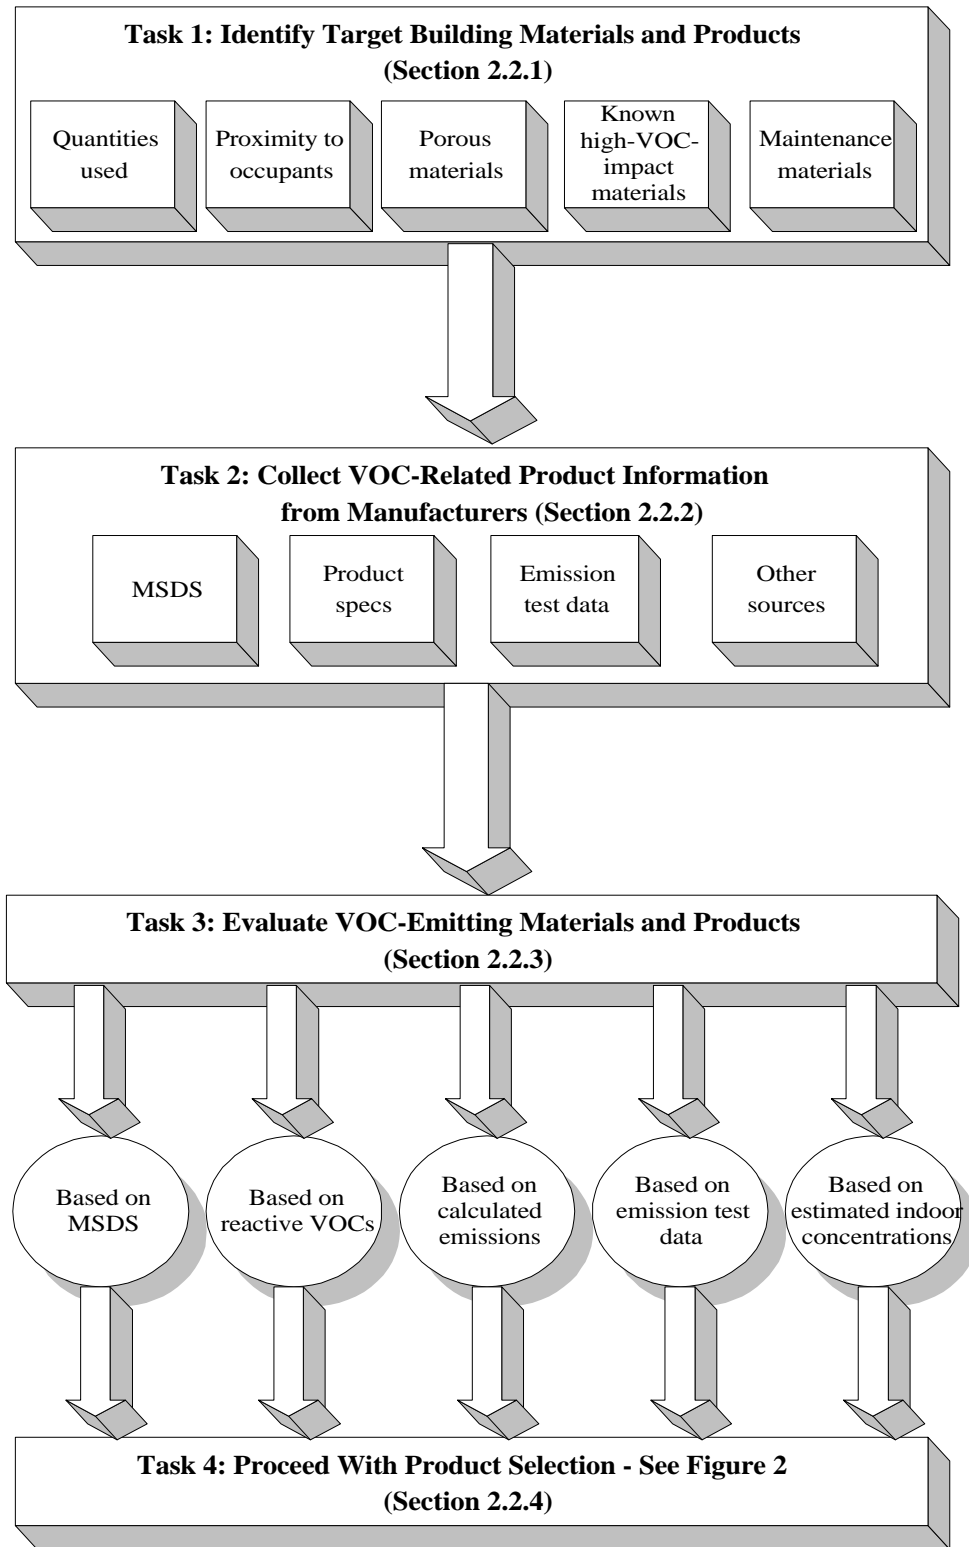 Task 1: Identify Target Building Materials and Products
(Section 2.2.1)
Quantities
used
Proximity to
occupants
Porous
materials
Known
high-VOC-
impact
materials
Maintenance
materials
Task 2: Collect VOC-Related Product Information
from Manufacturers (Section 2.2.2)
MSDS
Product
specs
Emission
test data
Other
sources
Task 3: Evaluate VOC-Emitting Materials and Products
(Section 2.2.3)
Based on
MSDS
Based on
reactive VOCs
Based on
calculated
emissions
Based on
emission test
data
Based on
estimated indoor
concentrations
Task 4: Proceed With Product Selection - See Figure 2
(Section 2.2.4)